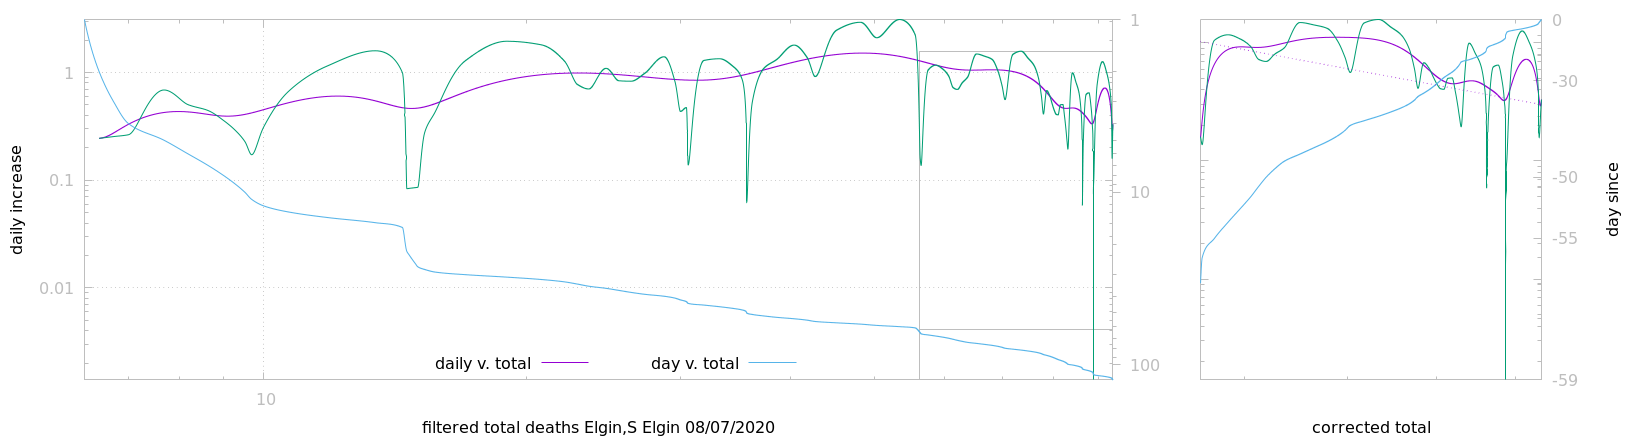 1
0.1
0.01
daily increase
10
1
10
100
daily v. total
day v. total
filtered total deaths Elgin,S Elgin 08/07/2020
0
-30
-50
-55
-59
day since
corrected total